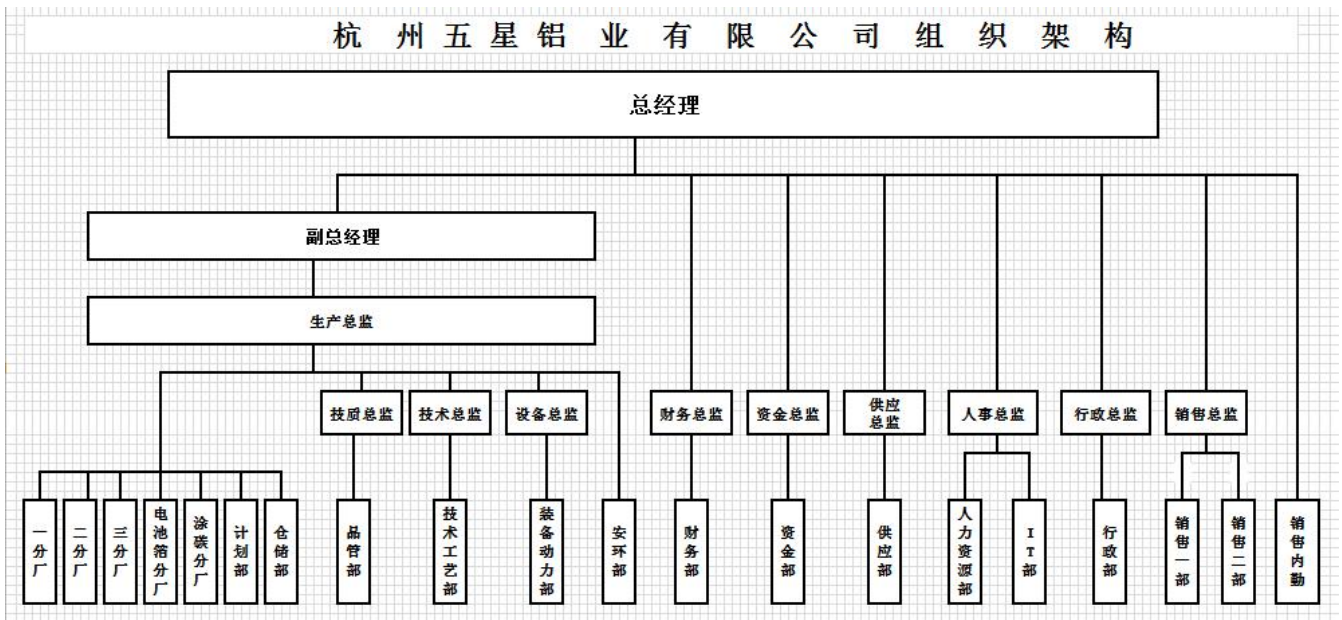 杭州五星铝业有限公司组织架构
总经理
副总经理
生产总监
技质总监
技术总监
设备总监
财务总监
资金总监
供应
总监
人事总监
行政总监
销售总监
一分厂
二分厂
三分厂
电池箔分厂
涂碳分厂
计划部
仓储部
品管部
技术工艺部
装备动力部
安环部
财务部
资金部
供应部
人力资源部
IT部
行政部
销售一部
销售二部
销售内勤